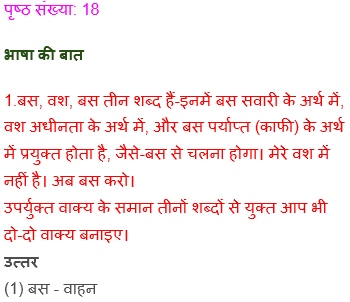 पृष्ठ संख्या: 18
भाषा की बात
1.बस, वश, बस तीन शब्द हैं-इनमें बस सवारी के अर्थ में,
वश अधीनता के अर्थ में, और बस पर्याप्त (काफी) के अर्थ
में प्रयुक्त होता है, जैसे-बस से चलना होगा। मेरे वश में
नहीं है। अब बस करो।
उपर्युक्त वाक्य के समान तीनों शब्दों से युक्त आप भी
दो-दो वाक्य बनाइए।
उत्तर
(1) बस - वाहन